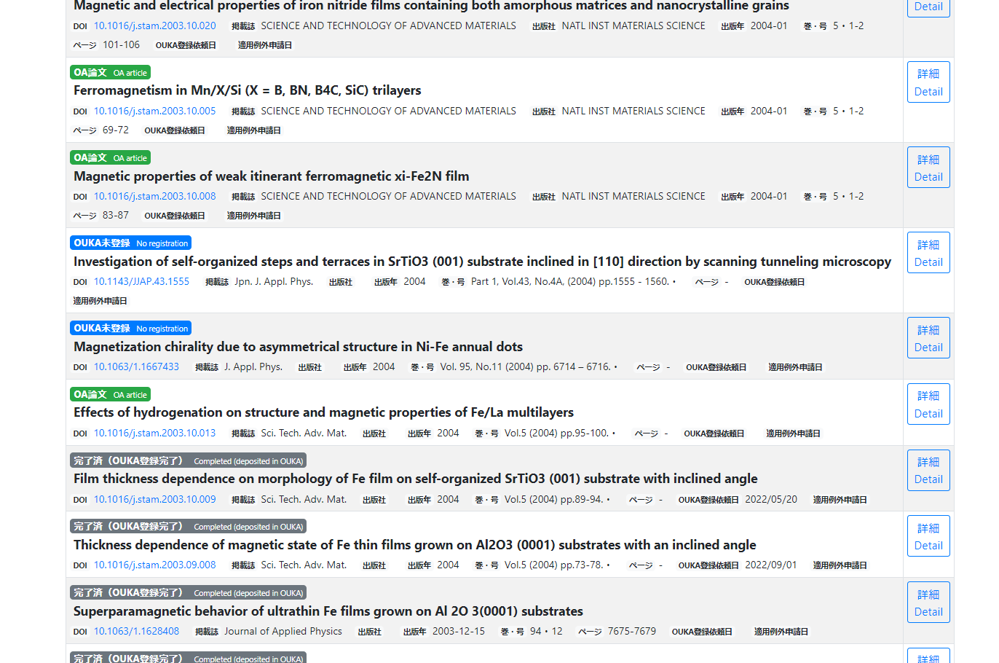 Magnetic and electrical properties of iron nitride films containing both amorphous matrices and nanocrystalline grains
Detail
DOI 10.1016/j.stam.2003.10.020 掲載誌 SCIENCE AND TECHNOLOGY OF ADVANCED MATERIALS 出版社 NATL INST MATERIALS SCIENCE 出版年 2004-01 巻・号 5・1-2
ページ 101-106 OUKA登録依頼日 適用例外申請日
OA論文 OA article
詳細
Ferromagnetism in Mn/X/Si (X = B, BN, B4C, SiC) trilayers
Detail
DOI 10.1016/j.stam.2003.10.005 掲載誌 SCIENCE AND TECHNOLOGY OF ADVANCED MATERIALS 出版社 NATL INST MATERIALS SCIENCE 出版年 2004-01 巻・号 5・1-2
ページ 69-72 OUKA登録依頼日 適用例外申請日
OA論文 OA article
詳細
Magnetic properties of weak itinerant ferromagnetic xi-Fe2N film
Detail
DOI 10.1016/j.stam.2003.10.008 掲載誌 SCIENCE AND TECHNOLOGY OF ADVANCED MATERIALS 出版社 NATL INST MATERIALS SCIENCE 出版年 2004-01 巻・号 5・1-2
ページ 83-87 OUKA登録依頼日 適用例外申請日
OUKA未登録 No registration
詳細
Investigation of self-organized steps and terraces in SrTiO3 (001) substrate inclined in [110] direction by scanning tunneling microscopy
Detail
DOI 10.1143/JJAP.43.1555 掲載誌 Jpn. J. Appl. Phys. 出版社 出版年 2004 巻・号 Part 1, Vol.43, No.4A, (2004) pp.1555 - 1560.・ ページ - OUKA登録依頼日
適用例外申請日
OUKA未登録 No registration
詳細
Magnetization chirality due to asymmetrical structure in Ni-Fe annual dots
Detail
DOI 10.1063/1.1667433 掲載誌 J. Appl. Phys. 出版社 出版年 2004 巻・号 Vol. 95, No.11 (2004) pp. 6714 – 6716.・ ページ - OUKA登録依頼日 適用例外申請日
OA論文 OA article
詳細
Effects of hydrogenation on structure and magnetic properties of Fe/La multilayers
Detail
DOI 10.1016/j.stam.2003.10.013 掲載誌 Sci. Tech. Adv. Mat. 出版社 出版年 2004 巻・号 Vol.5 (2004) pp.95-100.・ ページ - OUKA登録依頼日 適用例外申請日
完了済（OUKA登録完了） Completed (deposited in OUKA)
詳細
Film thickness dependence on morphology of Fe film on self-organized SrTiO3 (001) substrate with inclined angle
Detail
DOI 10.1016/j.stam.2003.10.009 掲載誌 Sci. Tech. Adv. Mat. 出版社 出版年 2004 巻・号 Vol.5 (2004) pp.89-94.・ ページ - OUKA登録依頼日 2022/05/20 適用例外申請日
完了済（OUKA登録完了） Completed (deposited in OUKA)
詳細
Thickness dependence of magnetic state of Fe thin films grown on Al2O3 (0001) substrates with an inclined angle
Detail
DOI 10.1016/j.stam.2003.09.008 掲載誌 Sci. Tech. Adv. Mat. 出版社 出版年 2004 巻・号 Vol.5 (2004) pp.73-78.・ ページ - OUKA登録依頼日 2022/09/01 適用例外申請日
完了済（OUKA登録完了） Completed (deposited in OUKA)
詳細
Superparamagnetic behavior of ultrathin Fe films grown on Al 2O 3(0001) substrates
Detail
DOI 10.1063/1.1628408 掲載誌 Journal of Applied Physics 出版社 出版年 2003-12-15 巻・号 94・12 ページ 7675-7679 OUKA登録依頼日 適用例外申請日
完了済（OUKA登録完了） Completed (deposited in OUKA)
詳細